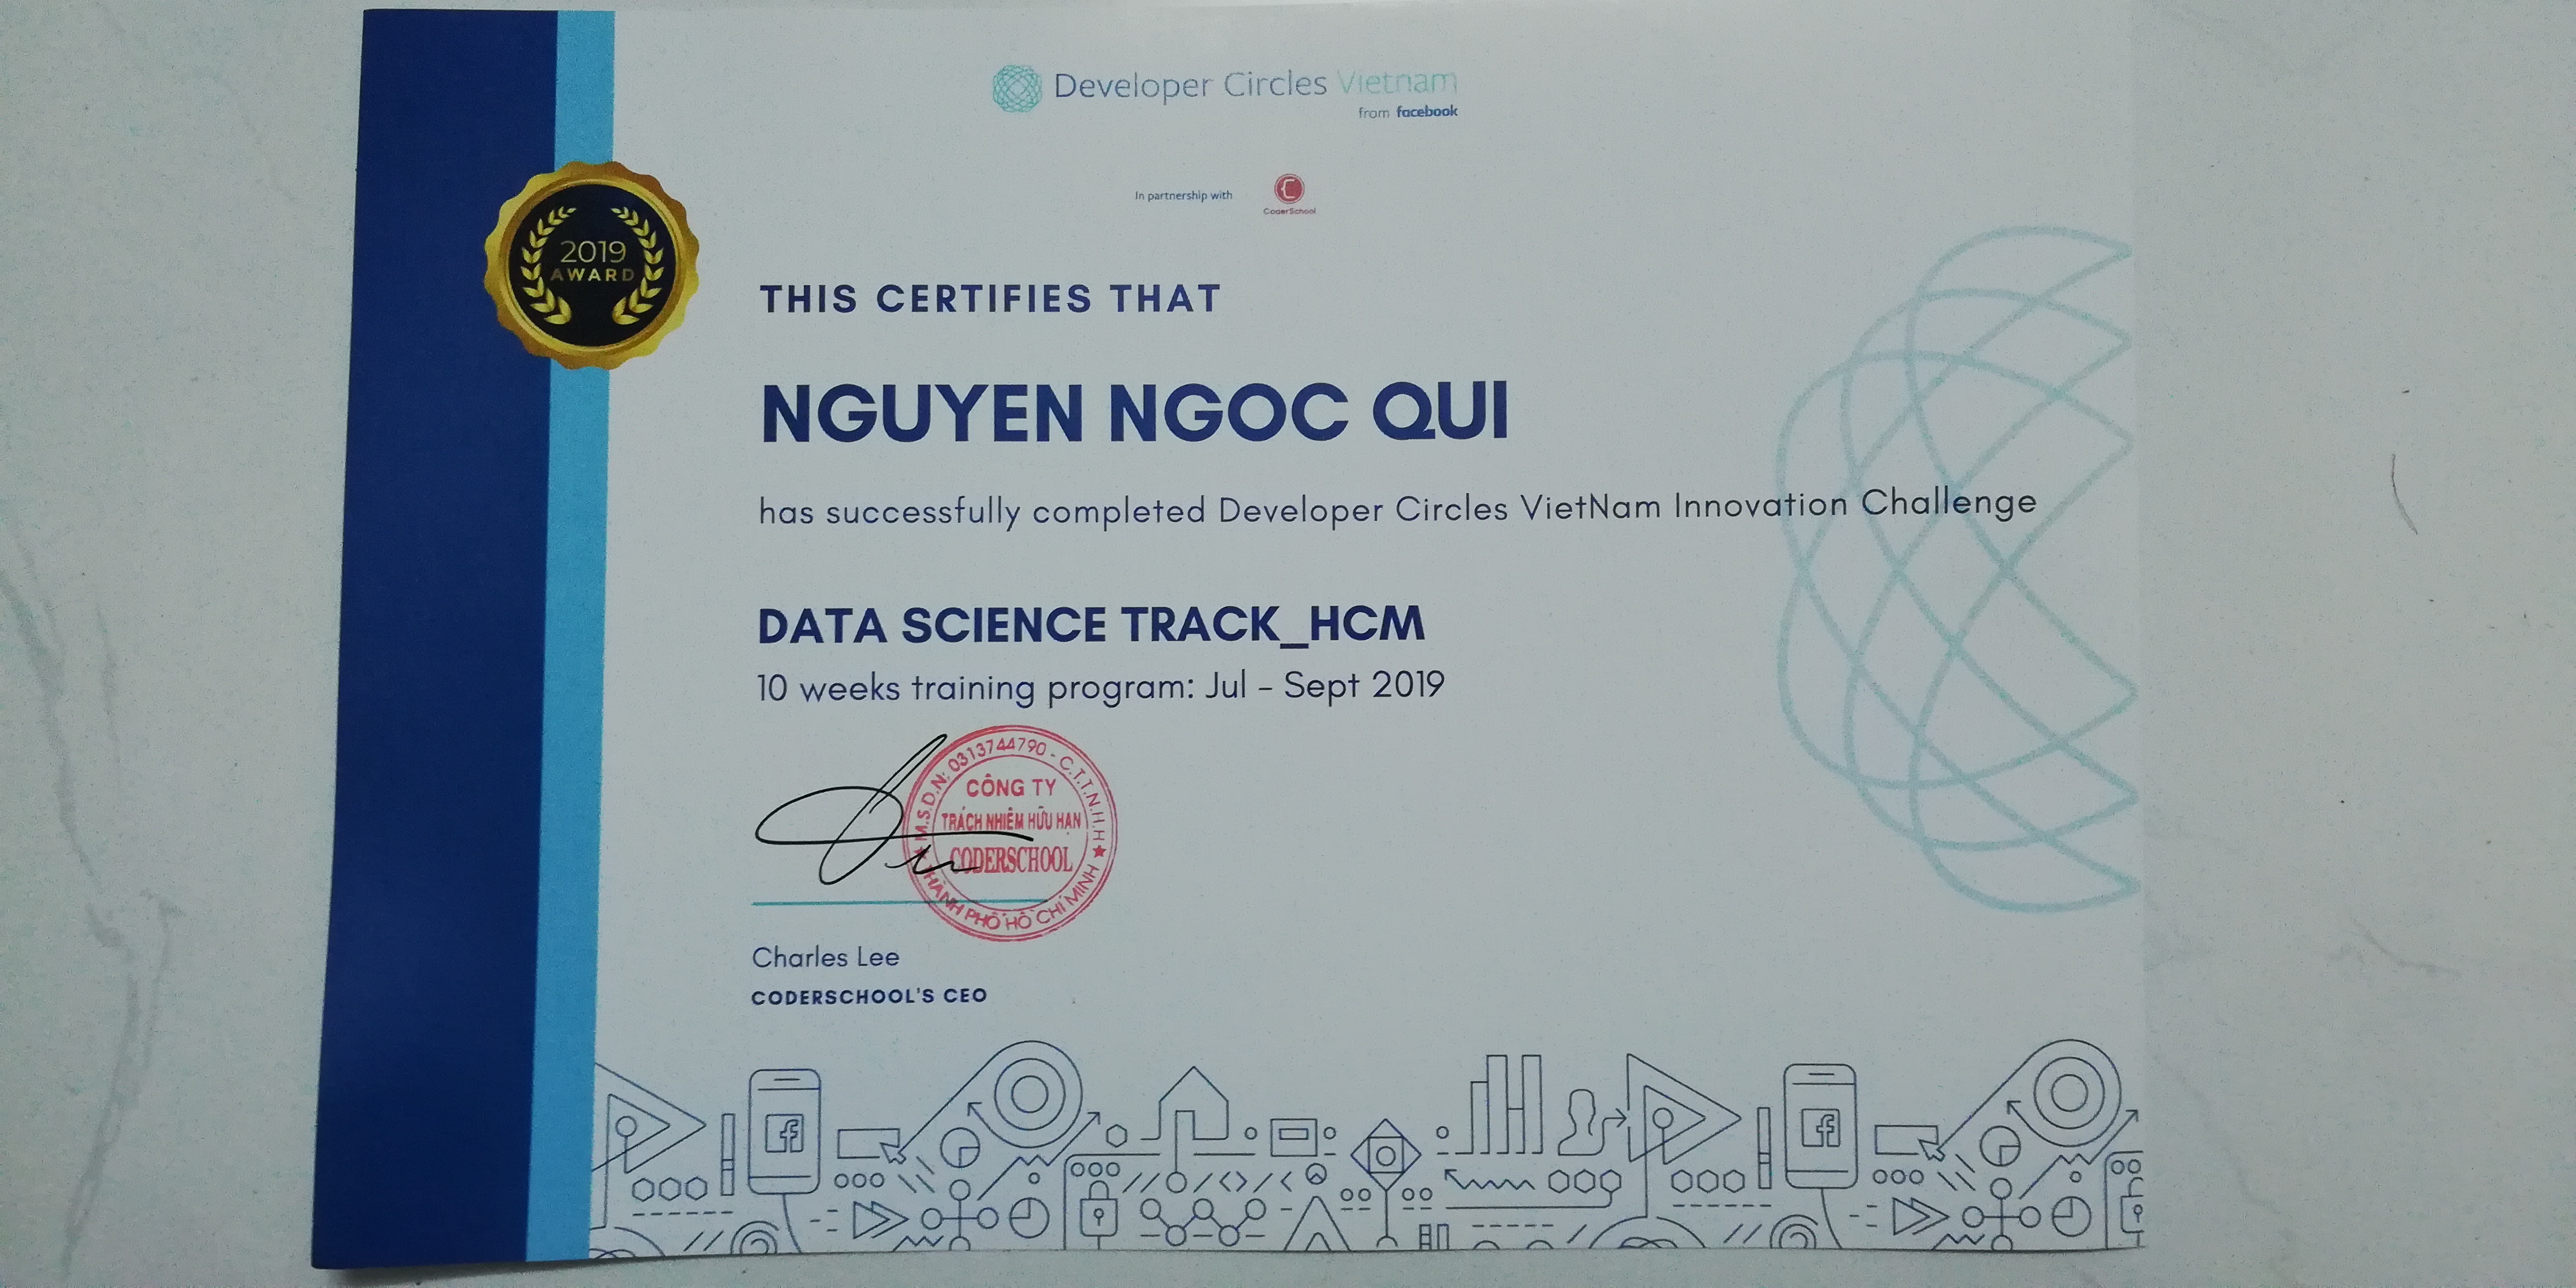 Developer Circles Vietnam
from facebook
In partnership with
CoderSchool
2019
AWARD
THIS CERTIFIES THAT
NGUYEN NGOC QUI
has successfully completed Developer Circles VietNam Innovation Challenge
DATA SCIENCE TRACK_HCM
10 weeks training program: Jul - Sept 2019
M.S.D.N: 0313744790 - C.T.T.N.H.H
CÔNG TY
TRÁCH NHIỆM HỮU HẠN
CODERSCHOOL
THÀNH PHỐ HỒ CHÍ MINH
Charles Lee
CODERSCHOOL'S CEO